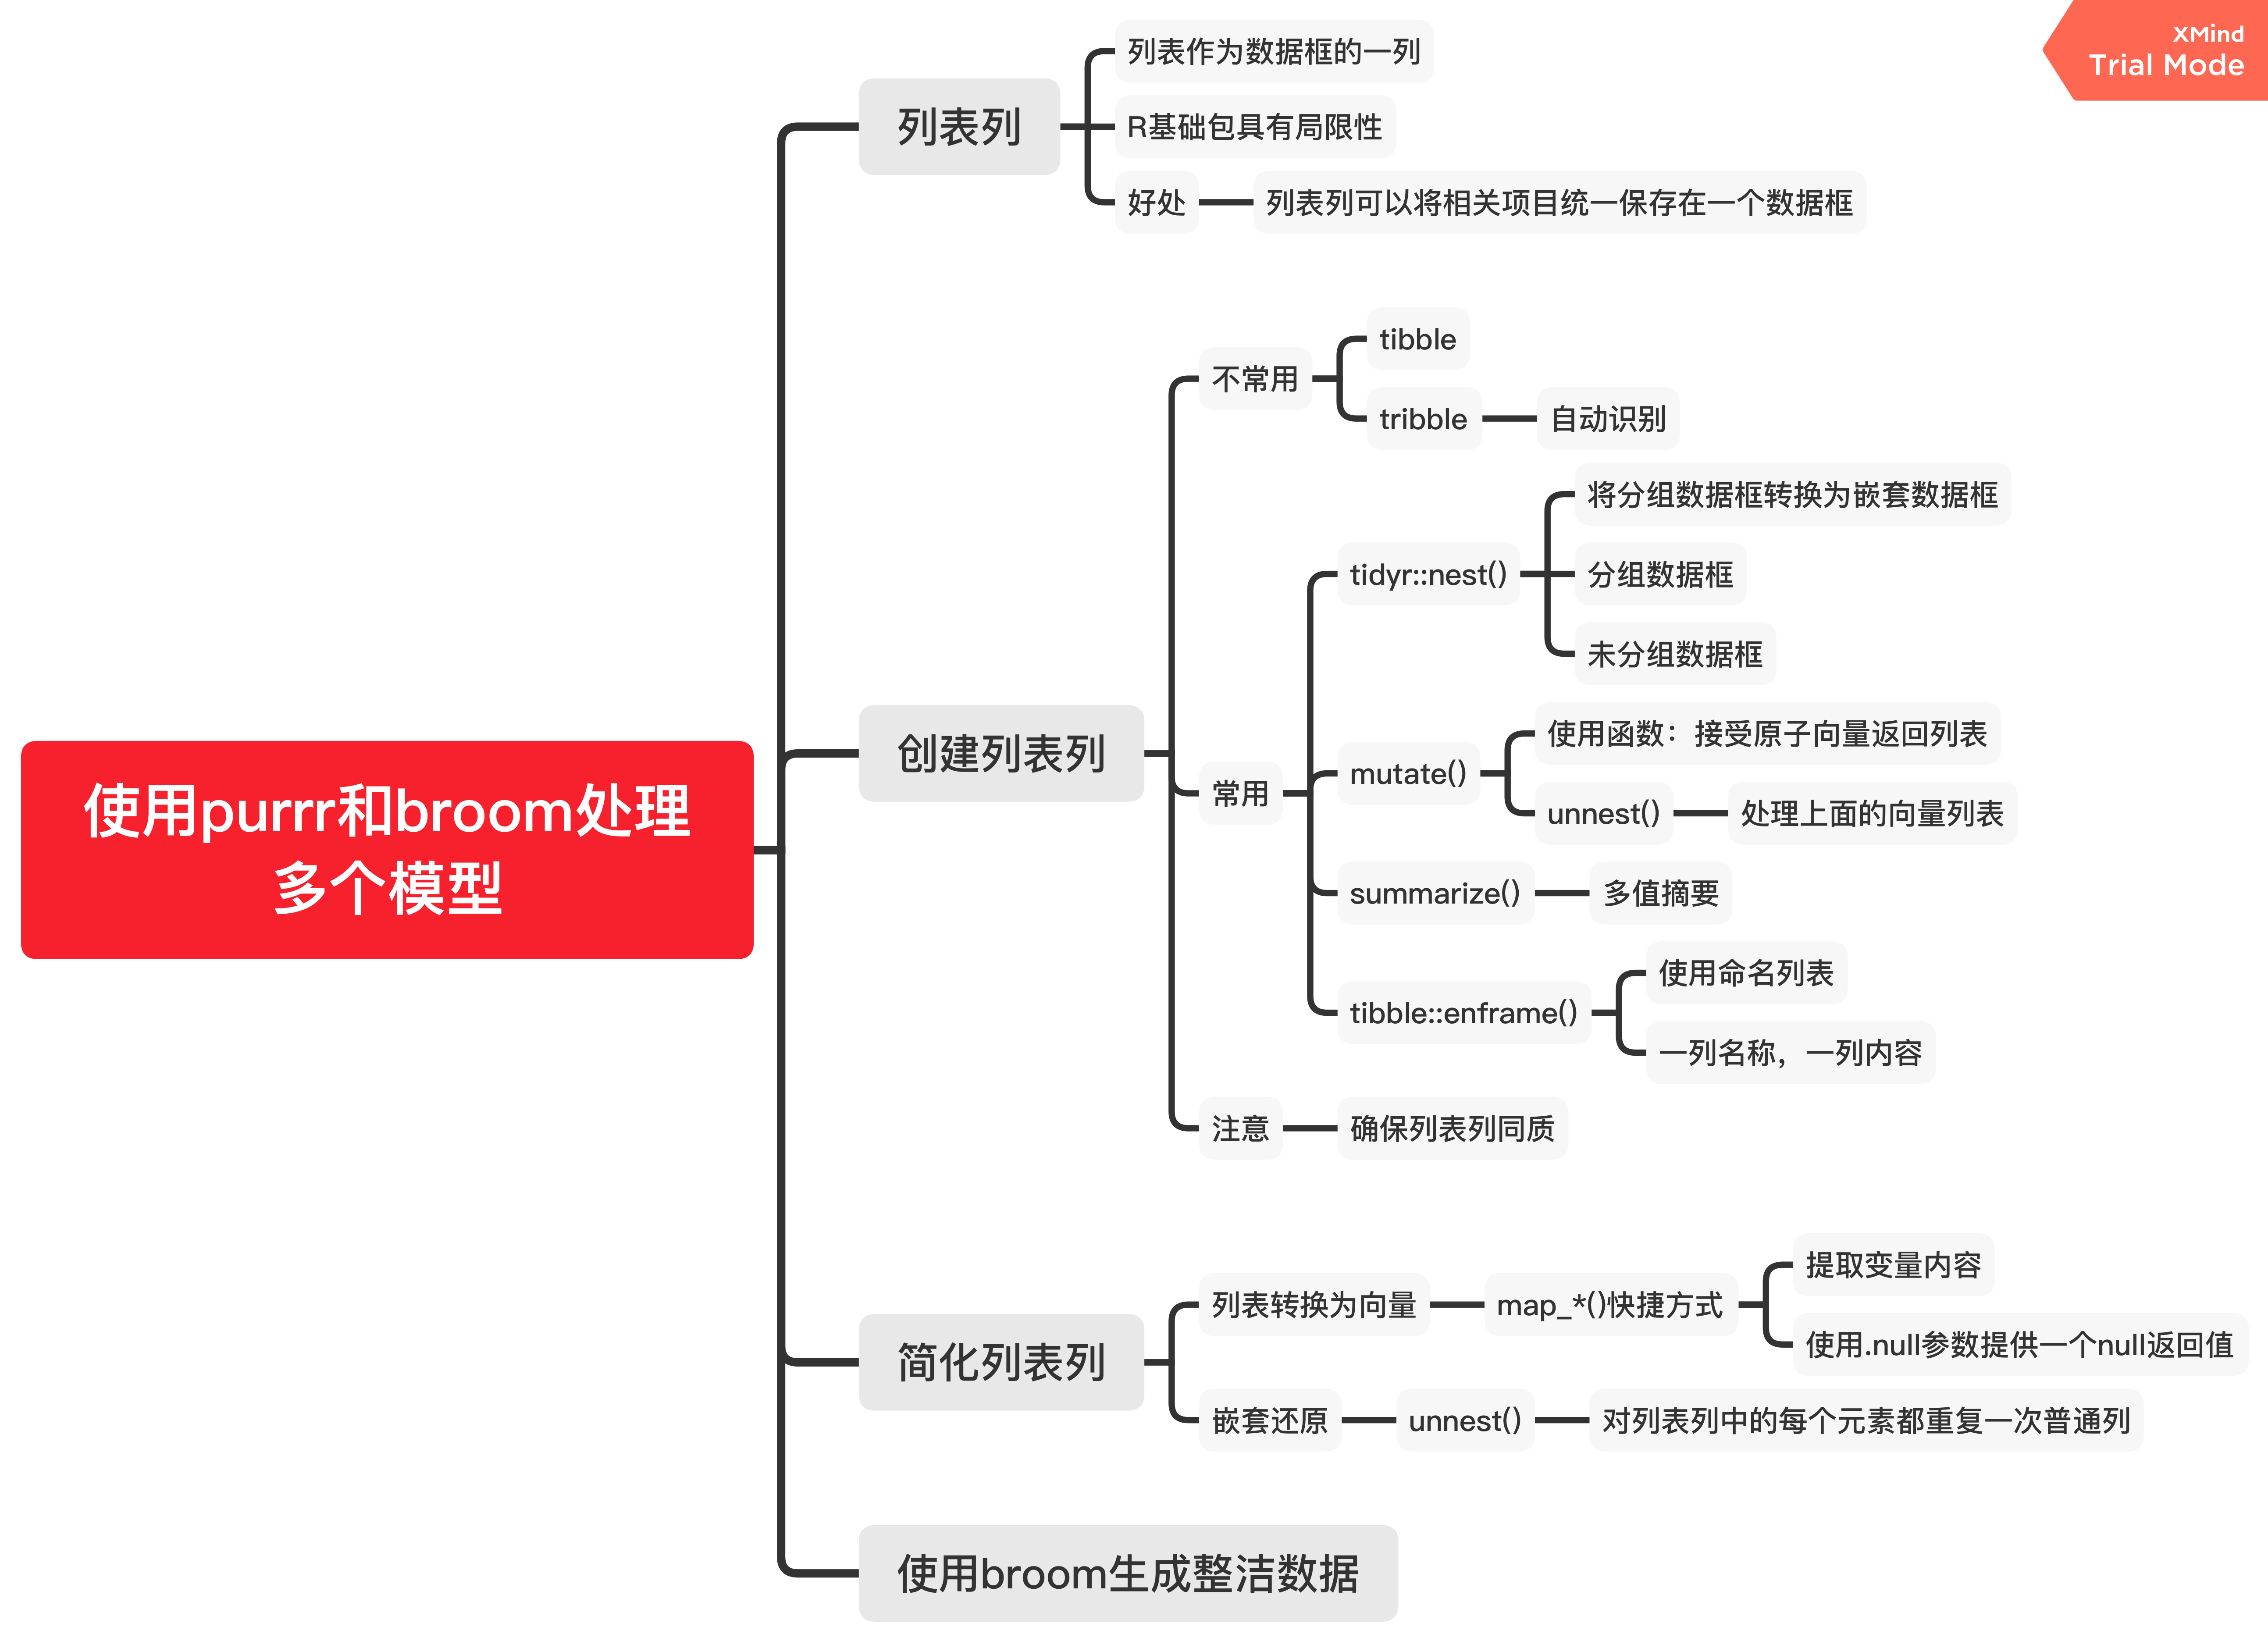 XMind
Trial Mode
列表列
列表作为数据框的一列
R基础包具有局限性
好处
列表列可以将相关项目统一保存在一个数据框
使用purrr和broom处理
多个模型
创建列表列
不常用
tibble
tribble
自动识别
常用
tidyr::nest()
将分组数据框转换为嵌套数据框
分组数据框
未分组数据框
mutate()
使用函数：接受原子向量返回列表
unnest()
处理上面的向量列表
summarize()
多值摘要
tibble::enframe()
使用命名列表
一列名称，一列内容
注意
确保列表列同质
简化列表列
列表转换为向量
map_*()快捷方式
提取变量内容
使用.null参数提供一个null返回值
嵌套还原
unnest()
对列表列中的每个元素都重复一次普通列
使用broom生成整洁数据